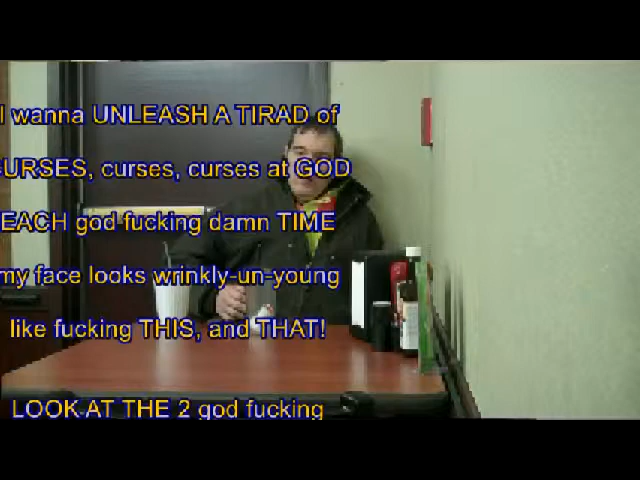 I wanna UNLEASH A TIRAD of
CURSES, curses, curses at GOD
EACH god fucking damn TIME
my face looks wrinkly-un-young
like fucking THIS, and THAT!
LOOK AT THE 2 god fucking